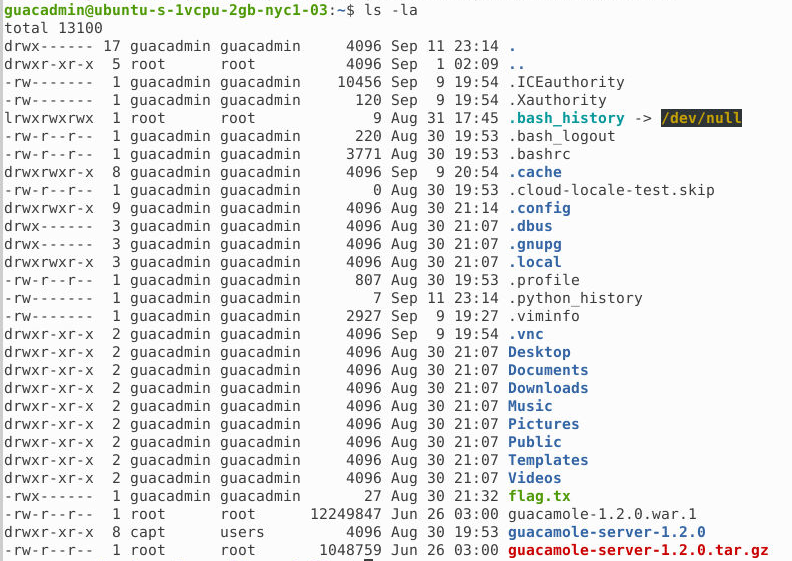 guacadmin@ubuntu-s-1vcpu-2gb-nyc1-03:~$ ls -la
total 13100
drwx------ 17 guacadmin guacadmin     4096 Sep 11 23:14 .
drwxr-xr-x  5 root      root          4096 Sep  1 02:09 ..
-rw-------  1 guacadmin guacadmin    10456 Sep  9 19:54 .ICEauthority
-rw-------  1 guacadmin guacadmin      120 Sep  9 19:54 .Xauthority
lrwxrwxrwx  1 root      root             9 Aug 31 17:45 .bash_history -> /dev/null
-rw-r--r--  1 guacadmin guacadmin      220 Aug 30 19:53 .bash_logout
-rw-r--r--  1 guacadmin guacadmin     3771 Aug 30 19:53 .bashrc
drwxrwxr-x  8 guacadmin guacadmin     4096 Sep  9 20:54 .cache
-rw-r--r--  1 guacadmin guacadmin        0 Aug 30 19:53 .cloud-locale-test.skip
drwxrwxr-x  9 guacadmin guacadmin     4096 Aug 30 21:14 .config
drwx------  3 guacadmin guacadmin     4096 Aug 30 21:07 .dbus
drwx------  3 guacadmin guacadmin     4096 Aug 30 21:07 .gnupg
drwxrwxr-x  3 guacadmin guacadmin     4096 Aug 30 21:07 .local
-rw-r--r--  1 guacadmin guacadmin      807 Aug 30 19:53 .profile
-rw-------  1 guacadmin guacadmin        7 Sep 11 23:14 .python_history
-rw-------  1 guacadmin guacadmin     2927 Sep  9 19:27 .viminfo
drwxr-xr-x  2 guacadmin guacadmin     4096 Sep  9 19:54 .vnc
drwxr-xr-x  2 guacadmin guacadmin     4096 Aug 30 21:07 Desktop
drwxr-xr-x  2 guacadmin guacadmin     4096 Aug 30 21:07 Documents
drwxr-xr-x  2 guacadmin guacadmin     4096 Aug 30 21:07 Downloads
drwxr-xr-x  2 guacadmin guacadmin     4096 Aug 30 21:07 Music
drwxr-xr-x  2 guacadmin guacadmin     4096 Aug 30 21:07 Pictures
drwxr-xr-x  2 guacadmin guacadmin     4096 Aug 30 21:07 Public
drwxr-xr-x  2 guacadmin guacadmin     4096 Aug 30 21:07 Templates
drwxr-xr-x  2 guacadmin guacadmin     4096 Aug 30 21:07 Videos
-rwx------  1 guacadmin guacadmin       27 Aug 30 21:32 flag.tx
-rw-r--r--  1 root      root      12249847 Jun 26 03:00 guacamole-1.2.0.war.1
drwxr-xr-x  8 capt      users         4096 Aug 30 19:53 guacamole-server-1.2.0
-rw-r--r--  1 root      root       1048759 Jun 26 03:00 guacamole-server-1.2.0.tar.gz